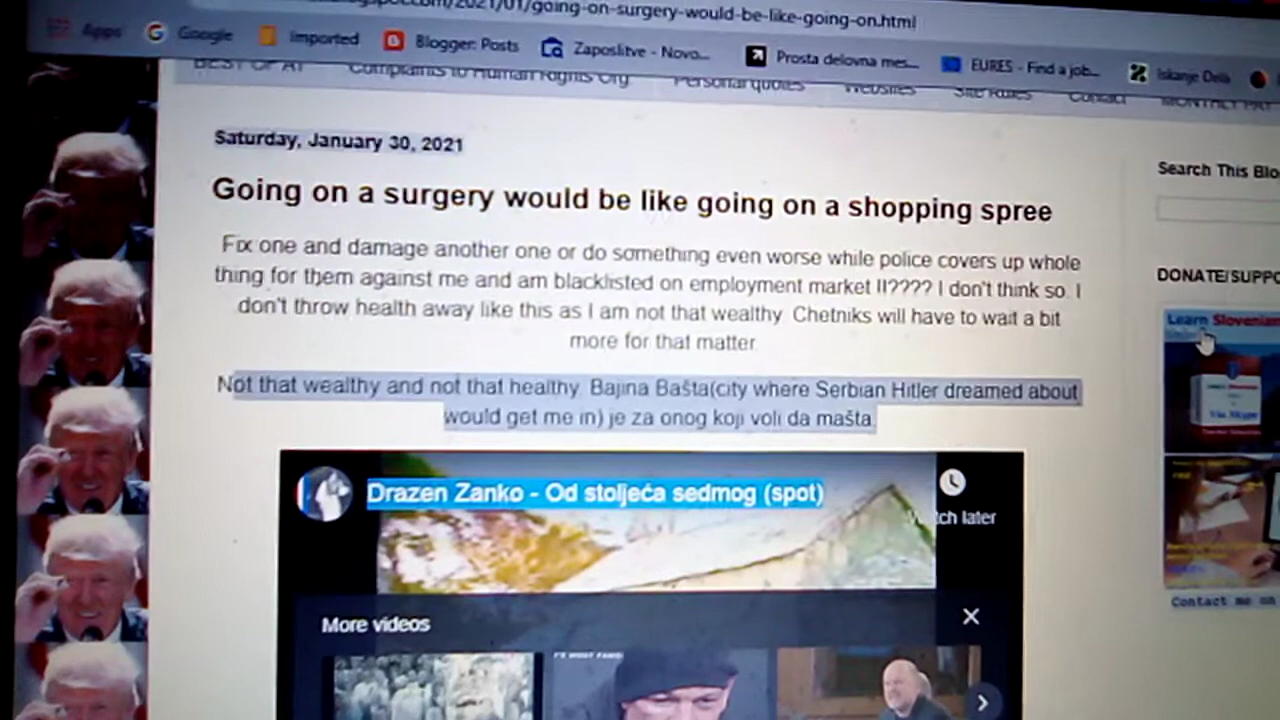 /2021/01/going-on-surgery-would-be-like-going-on.html
Apps
Google
Imported
Blogger: Posts
Zaposlitve - Novo...
Prosta delovna mes...
EURES - Find a job...
Iskanje Dela
BEST OF AT
Complaints to Human Rights Org
Personal quotes
Websites
Site Rules
Contact
Saturday, January 30, 2021
Search This Blo
Going on a surgery would be like going on a shopping spree
Fix one and damage another one or do something even worse while police covers up whole
thing for them against me and am blacklisted on employment market II???? I don't think so. I
don't throw health away like this as I am not that wealthy. Chetniks will have to wait a bit
more for that matter.
DONATE/SUPPO
Learn Slovenian
Via Skype
Not that wealthy and not that healthy. Bajina Bašta(city where Serbian Hitler dreamed about
would get me in) je za onog koji voli da mašta.
Drazen Zanko - Od stoljeća sedmog (spot)
tch later
Contact me on
More videos